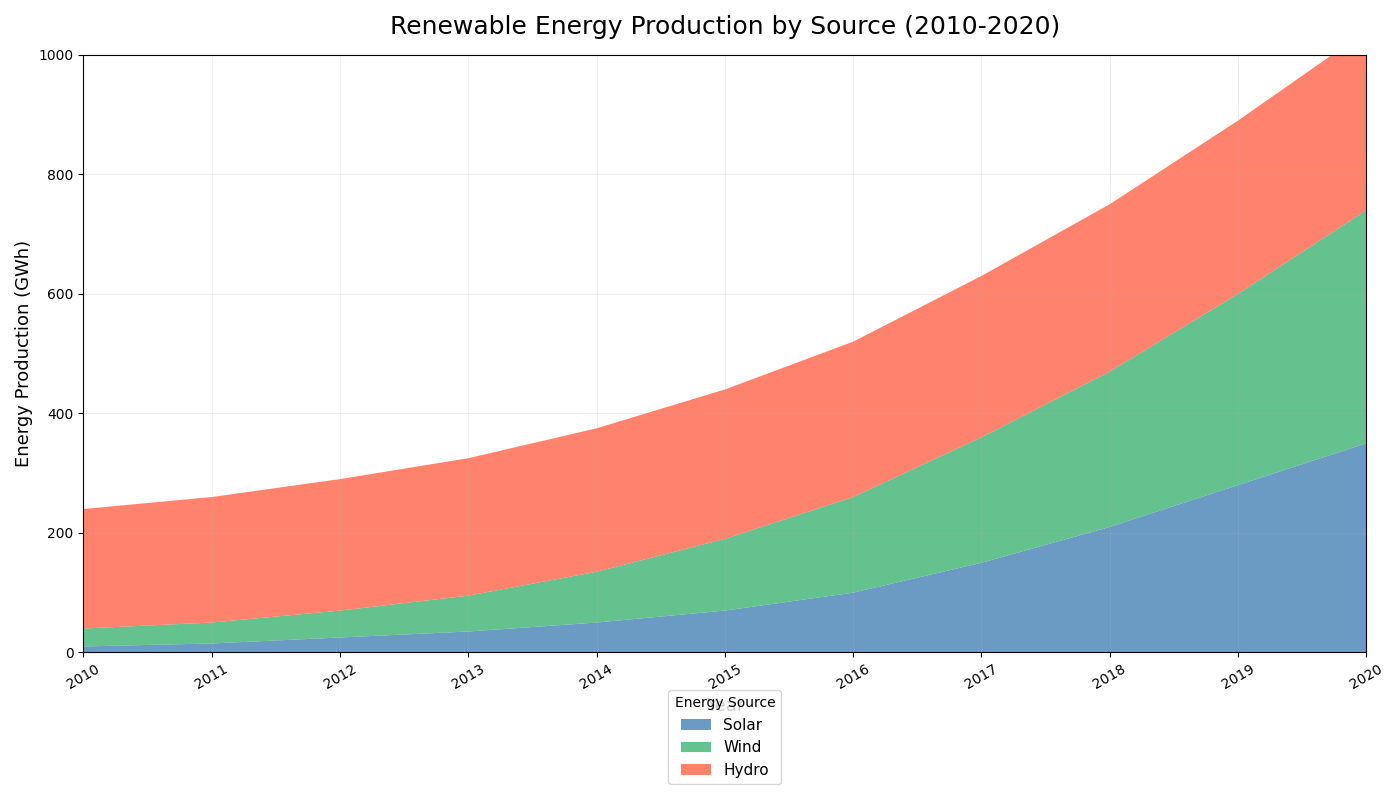 Renewable Energy Production by Source (2010-2020)
1000
800
600
400
200
0
Energy Production (GWh)
2010 2011 2012 2013 2014 2015 2016 2017 2018 2019 2020
Energy Source
Solar
Wind
Hydro